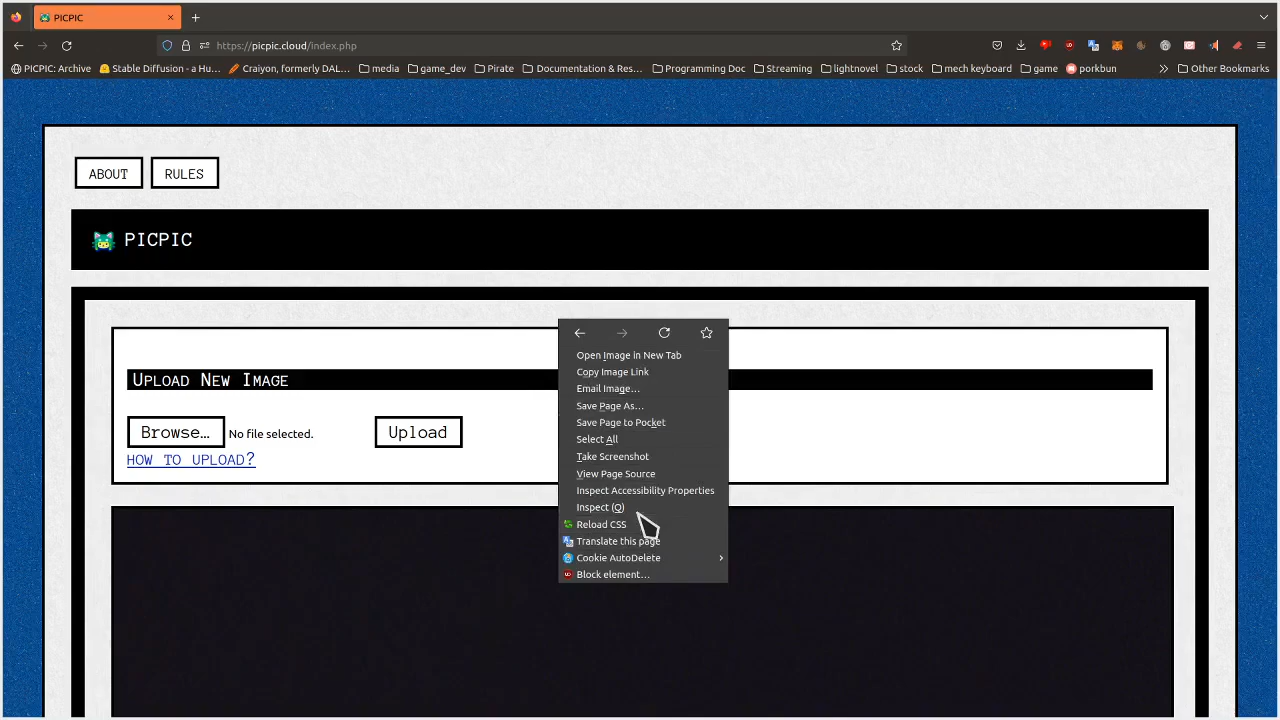 PICPIC
https://picpic.cloud/index.php
PICPIC: Archive
Stable Diffusion - a Hu…
Craiyon, formerly DAL…
media
game_dev
Pirate
Documentation & Res…
Programming Doc
Streaming
lightnovel
stock
mech keyboard
game
porkbun
Other Bookmarks
ABOUT
RULES
PICPIC
Upload New Image
Browse…
No file selected.
Upload
HOW TO UPLOAD?
Open Image in New Tab
Copy Image Link
Email Image…
Save Page As…
Save Page to Pocket
Select All
Take Screenshot
View Page Source
Inspect Accessibility Properties
Inspect (Q)
Reload CSS
Translate this page
Cookie AutoDelete
Block element…